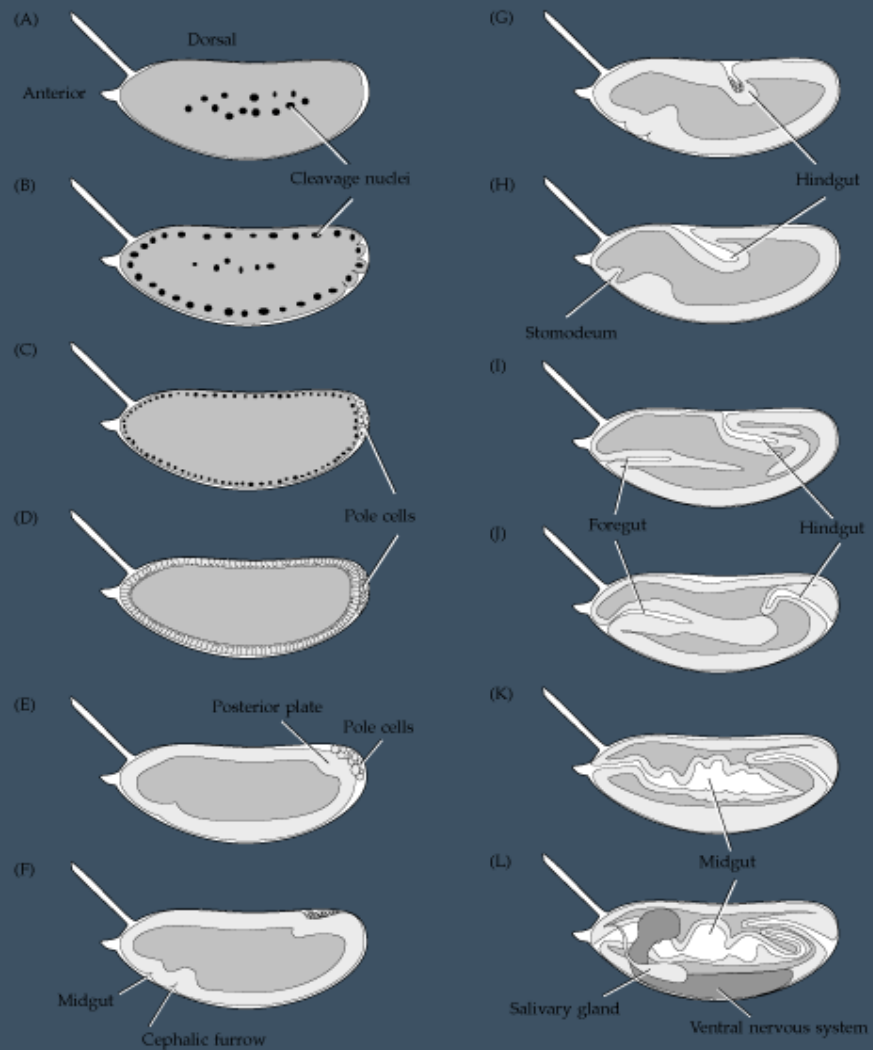 (A)
Dorsal
Anterior
Cleavage nuclei
(B)
(C)
Pole cells
(D)
(E)
Posterior plate
Pole cells
(F)
Midgut
Cephalic furrow
(G)
Hindgut
(H)
Stomodeum
(I)
Foregut
Hindgut
(J)
(K)
Midgut
(L)
Salivary gland
Ventral nervous system